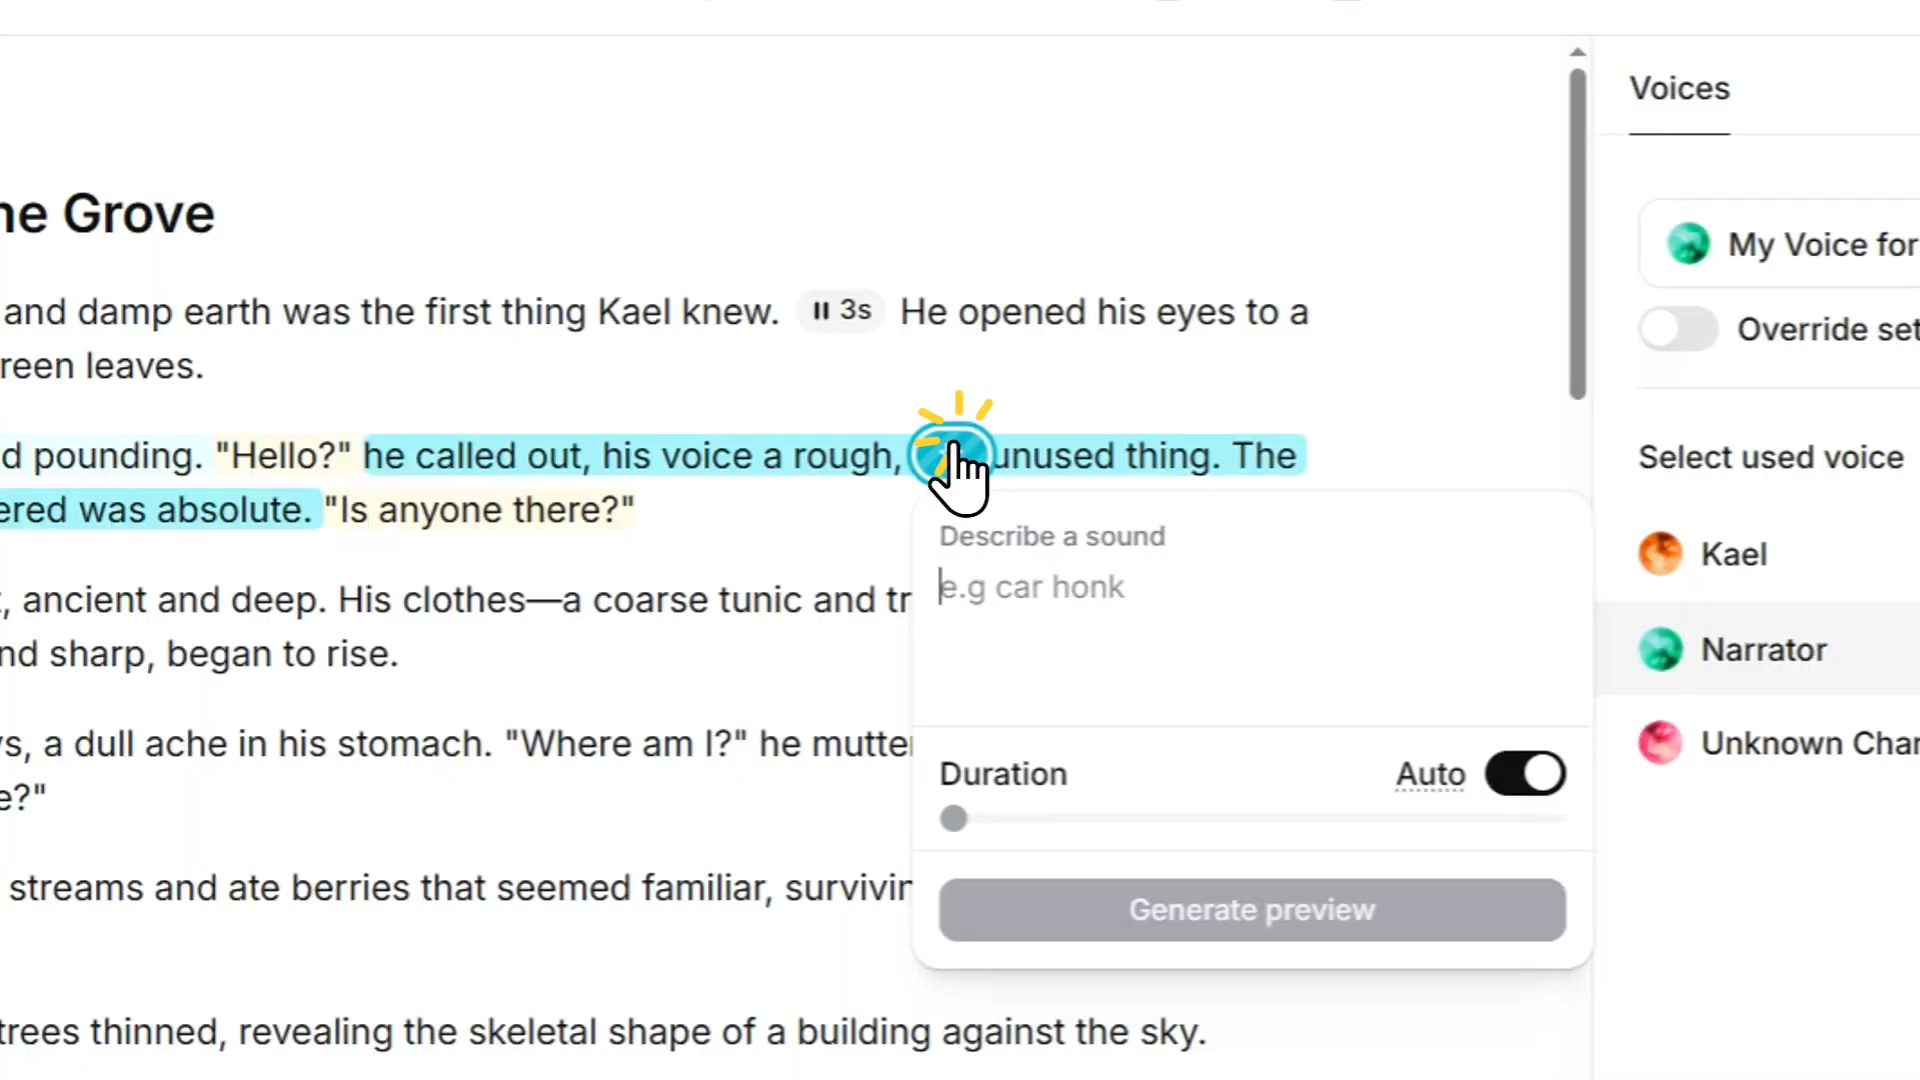 Voices
ne Grove
My Voice for
and damp earth was the first thing Kael knew. 3s He opened his eyes to a
reen leaves.
Override set
d pounding. "Hello?" he called out, his voice a rough, unused thing. The
ered was absolute. "Is anyone there?"
Select used voice
Describe a sound
e.g car honk
Kael
, ancient and deep. His clothes—a coarse tunic and tr
nd sharp, began to rise.
Narrator
s, a dull ache in his stomach. "Where am I?" he mutter
e?"
Unknown Char
Duration
Auto
streams and ate berries that seemed familiar, survivin
Generate preview
trees thinned, revealing the skeletal shape of a building against the sky.